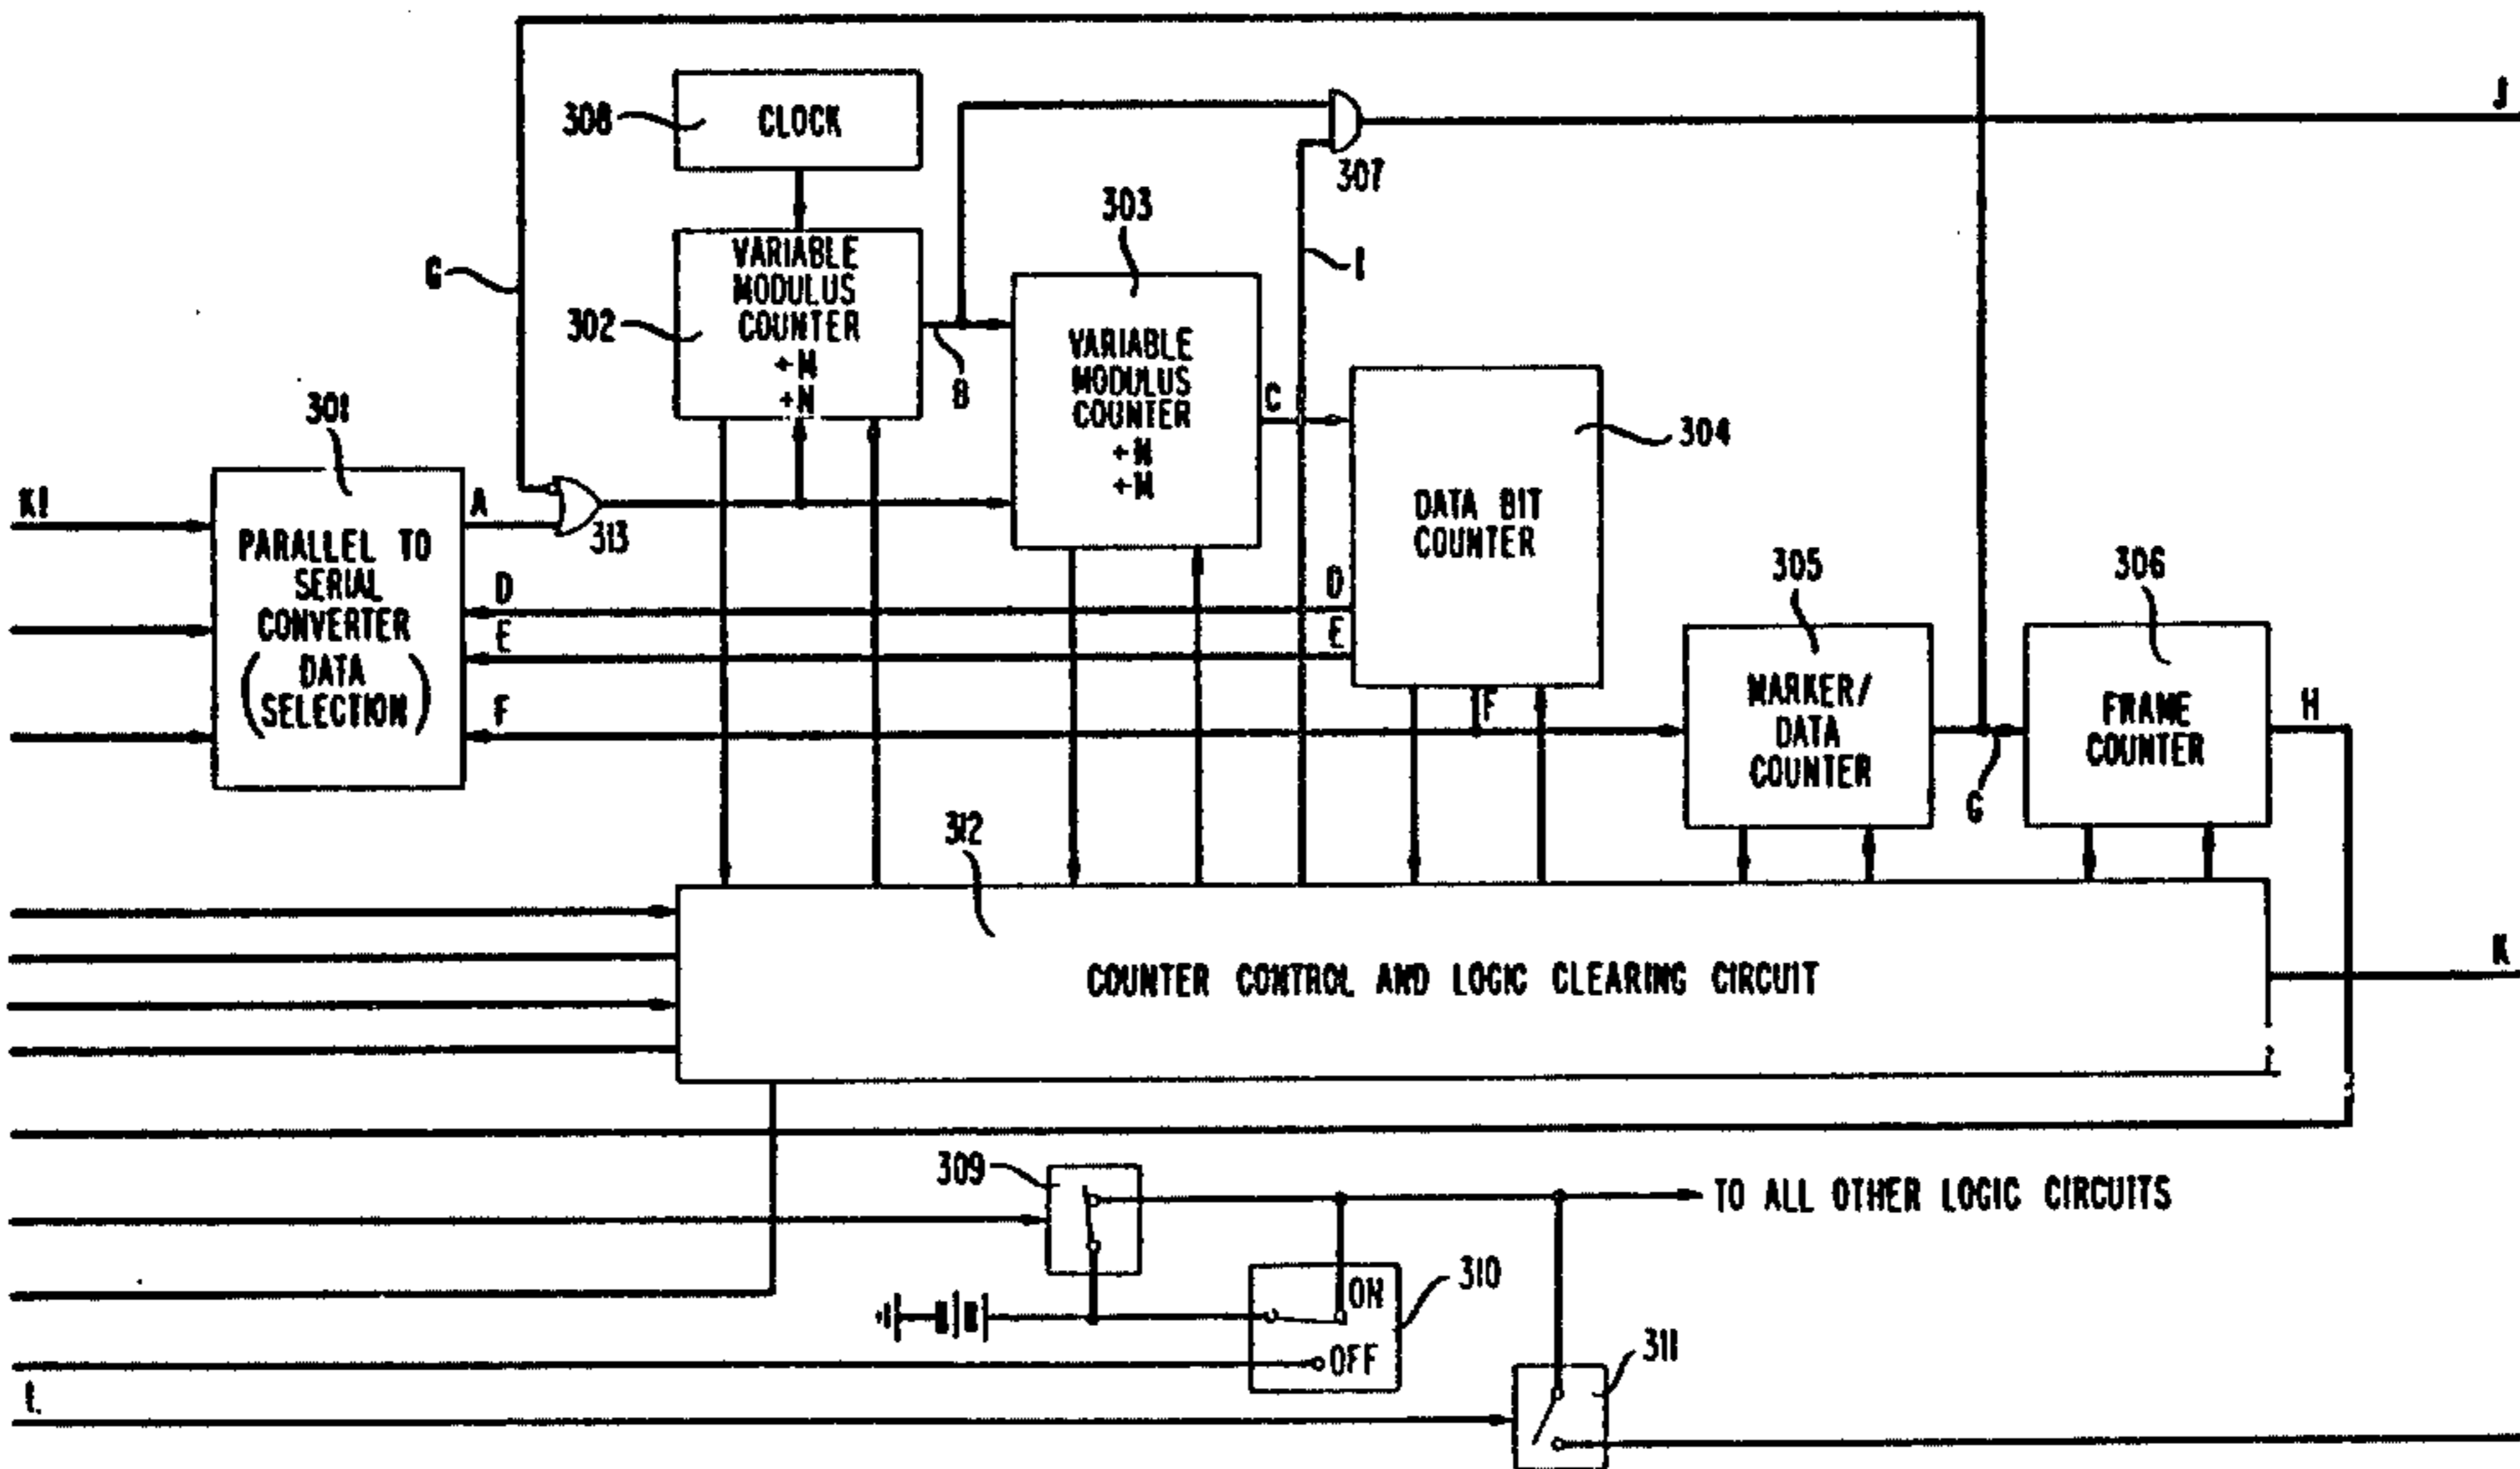 J
308
CLOCK
307
303
G
I
302
VARIABLE
MODULUS
COUNTER
÷M
÷N
B
VARIABLE
MODULUS
COUNTER
÷N
÷M
C
304
301
K1
A
313
PARALLEL TO
SERIAL
CONVERTER
(DATA
SELECTION)
DATA BIT
COUNTER
D
D
E
E
F
F
305
306
MARKER/
DATA
COUNTER
G
FRAME
COUNTER
H
312
COUNTER CONTROL AND LOGIC CLEARING CIRCUIT
K
309
TO ALL OTHER LOGIC CIRCUITS
310
ON
OFF
311